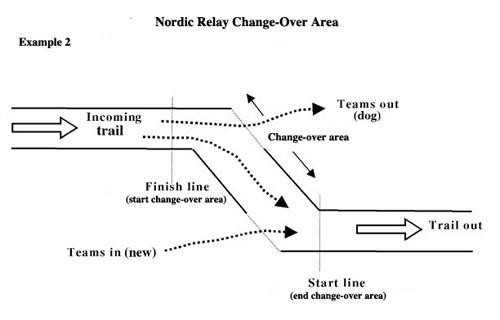 Nordic Relay Change-Over Area
Example 2
Incoming
trail
Teams out
(dog)
Change-over area
Finish line
(start change-over area)
Trail out
Teams in (new)
Start line
(end change-over area)